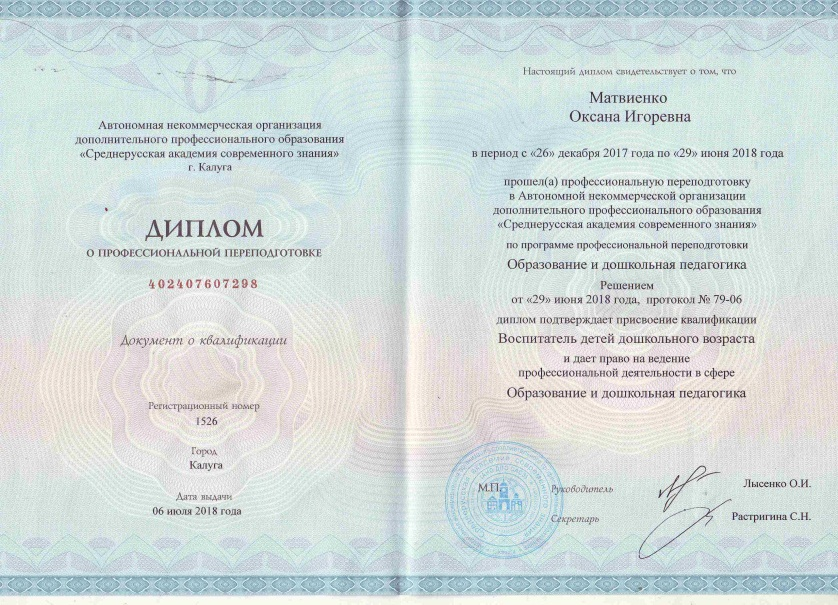 Автономная некоммерческая организация
дополнительного профессионального образования
«Среднерусская академия современного знания»
г. Калуга
ДИПЛОМ
О ПРОФЕССИОНАЛЬНОЙ ПЕРЕПОДГОТОВКЕ
402407607298
Документ о квалификации
Регистрационный номер
1526
Город
Калуга
Дата выдачи
06 июля 2018 года
Настоящий диплом свидетельствует о том, что
Матвиенко
Оксана Игоревна
в период с «26» декабря 2017 года по «29» июня 2018 года
прошел(а) профессиональную переподготовку
в Автономной некоммерческой организации
дополнительного профессионального образования
«Среднерусская академия современного знания»
по программе профессиональной переподготовки
Образование и дошкольная педагогика
Решением
от «29» июня 2018 года, протокол № 79-06
диплом подтверждает присвоение квалификации
Воспитатель детей дошкольного возраста
и дает право на ведение
профессиональной деятельности в сфере
Образование и дошкольная педагогика
М.П.
Руководитель
Лысенко О.И.
Секретарь
Растригина С.Н.